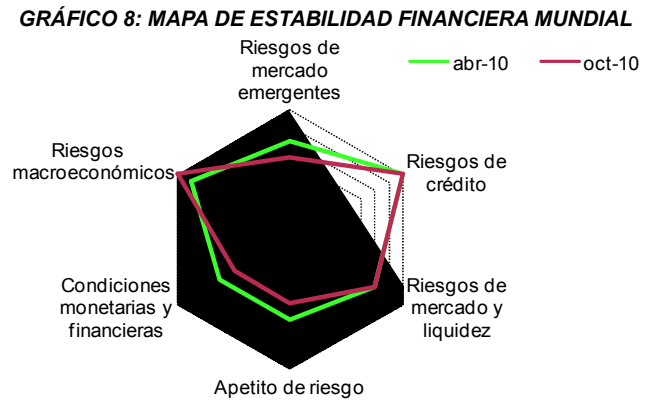 GRÁFICO 8: MAPA DE ESTABILIDAD FINANCIERA MUNDIAL
Riesgos de
mercado
emergentes
abr-10
oct-10
Riesgos
macroeconómicos
Riesgos de
crédito
Condiciones
monetarias y
financieras
Riesgos de
mercado y
liquidez
Apetito de riesgo